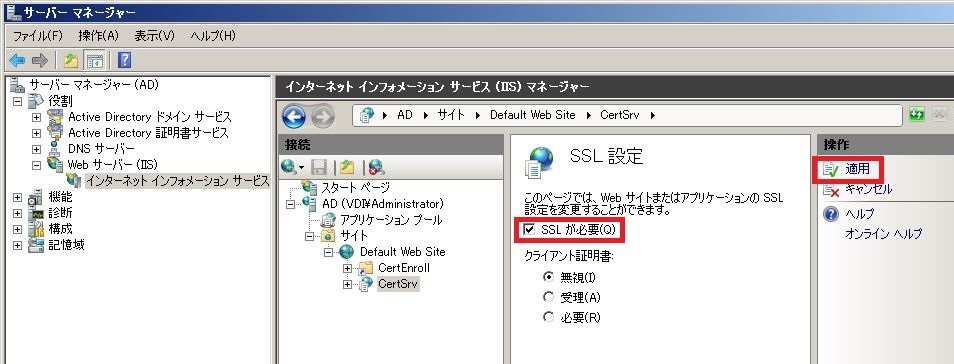 サーバー マネージャー
ファイル(F) 操作(A) 表示(V) ヘルプ(H)
サーバー マネージャー (AD)
役割
Active Directory ドメイン サービス
Active Directory 証明書サービス
DNS サーバー
Web サーバー (IIS)
インターネット インフォメーション サービス
機能
診断
構成
記憶域
インターネット インフォメーション サービス (IIS) マネージャー
AD サイト Default Web Site CertSrv
接続
スタート ページ
AD (VDI¥Administrator)
アプリケーション プール
サイト
Default Web Site
CertEnroll
CertSrv
SSL 設定
このページでは、Web サイトまたはアプリケーションの SSL
設定を変更することができます。
SSL が必要(Q)
クライアント証明書:
無視(I)
受理(A)
必要(R)
操作
適用
キャンセル
ヘルプ
オンライン ヘルプ